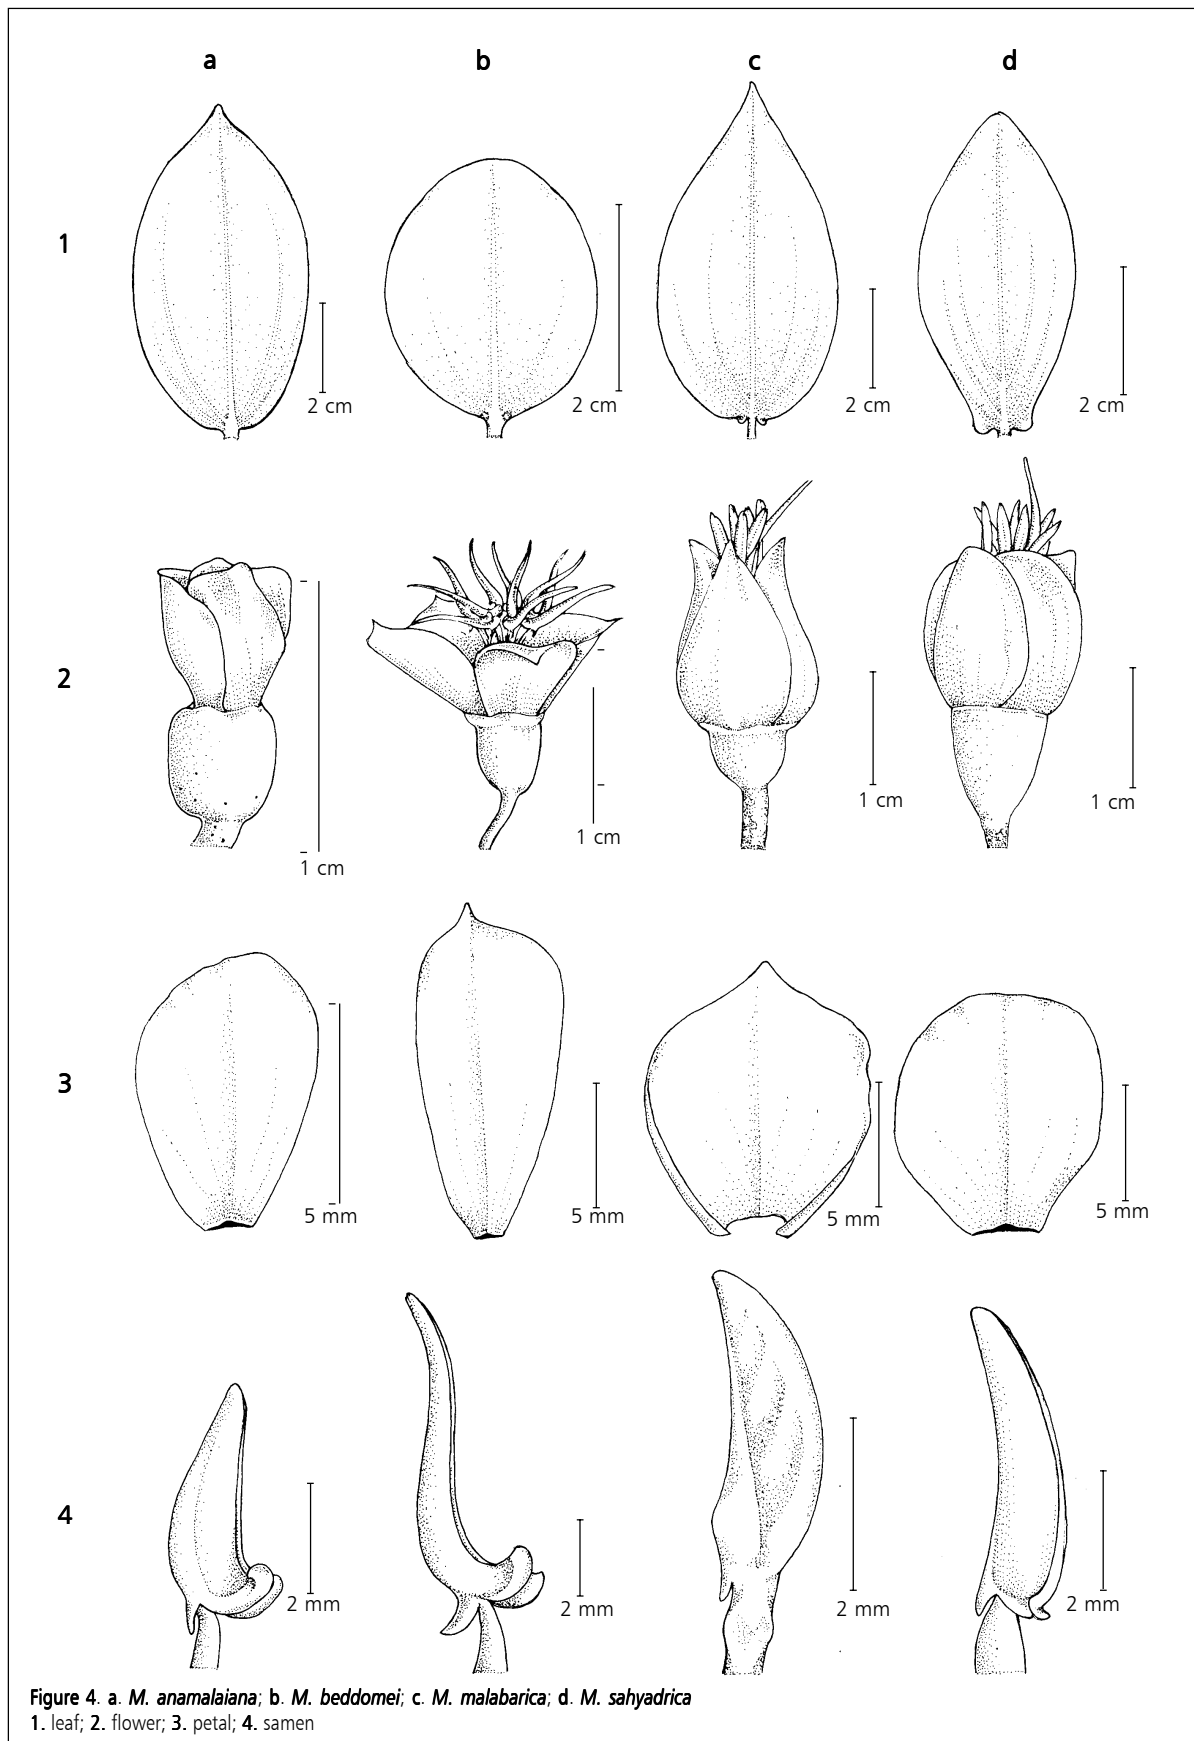 a b c d
1
2 cm 2 cm 2 cm 2 cm
2
1 cm 1 cm 1 cm 1 cm
3
5 mm 5 mm 5 mm 5 mm
4
2 mm 2 mm 2 mm 2 mm
Figure 4. a. M. anamalaiana; b. M. beddomei; c. M. malabarica; d. M. sahyadrica
1. leaf; 2. flower; 3. petal; 4. samen